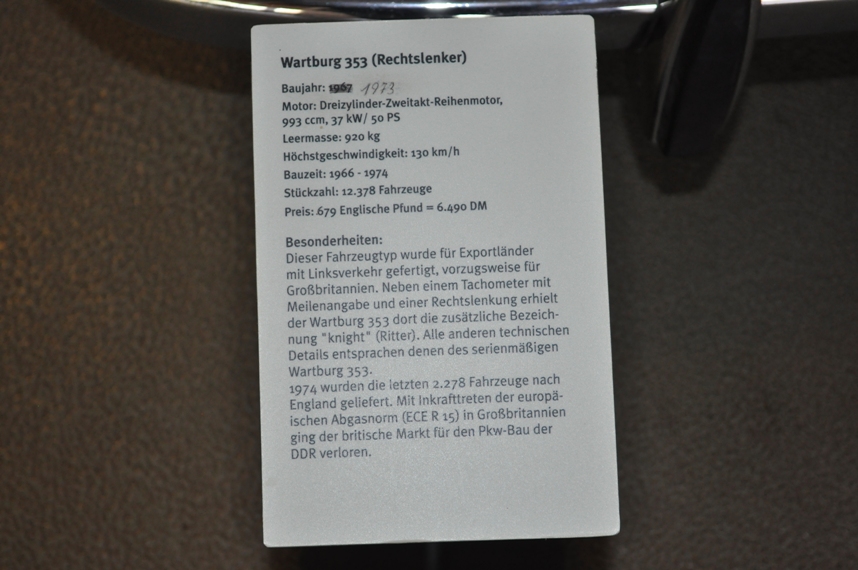 Wartburg 353 (Rechtslenker)
Baujahr: 1967 1973
Motor: Dreizylinder-Zweitakt-Reihenmotor,
993 ccm, 37 kW/ 50 PS
Leermasse: 920 kg
Höchstgeschwindigkeit: 130 km/h
Bauzeit: 1966 - 1974
Stückzahl: 12.378 Fahrzeuge
Preis: 679 Englische Pfund = 6.490 DM
Besonderheiten:
Dieser Fahrzeugtyp wurde für Exportländer
mit Linksverkehr gefertigt, vorzugsweise für
Großbritannien. Neben einem Tachometer mit
Meilenangabe und einer Rechtslenkung erhielt
der Wartburg 353 dort die zusätzliche Bezeich-
nung "knight" (Ritter). Alle anderen technischen
Details entsprachen denen des serienmäßigen
Wartburg 353.
1974 wurden die letzten 2.278 Fahrzeuge nach
England geliefert. Mit Inkrafttreten der europä-
ischen Abgasnorm (ECE R 15) in Großbritannien
ging der britische Markt für den Pkw-Bau der
DDR verloren.